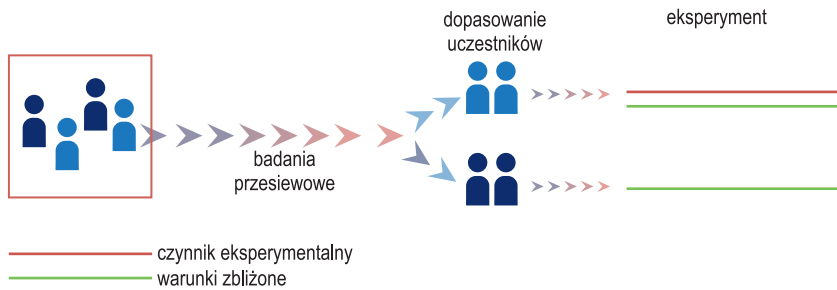 dopasowanie
uczestników
eksperyment
badania
przesiewowe
czynnik eksperymentalny
warunki zbliżone